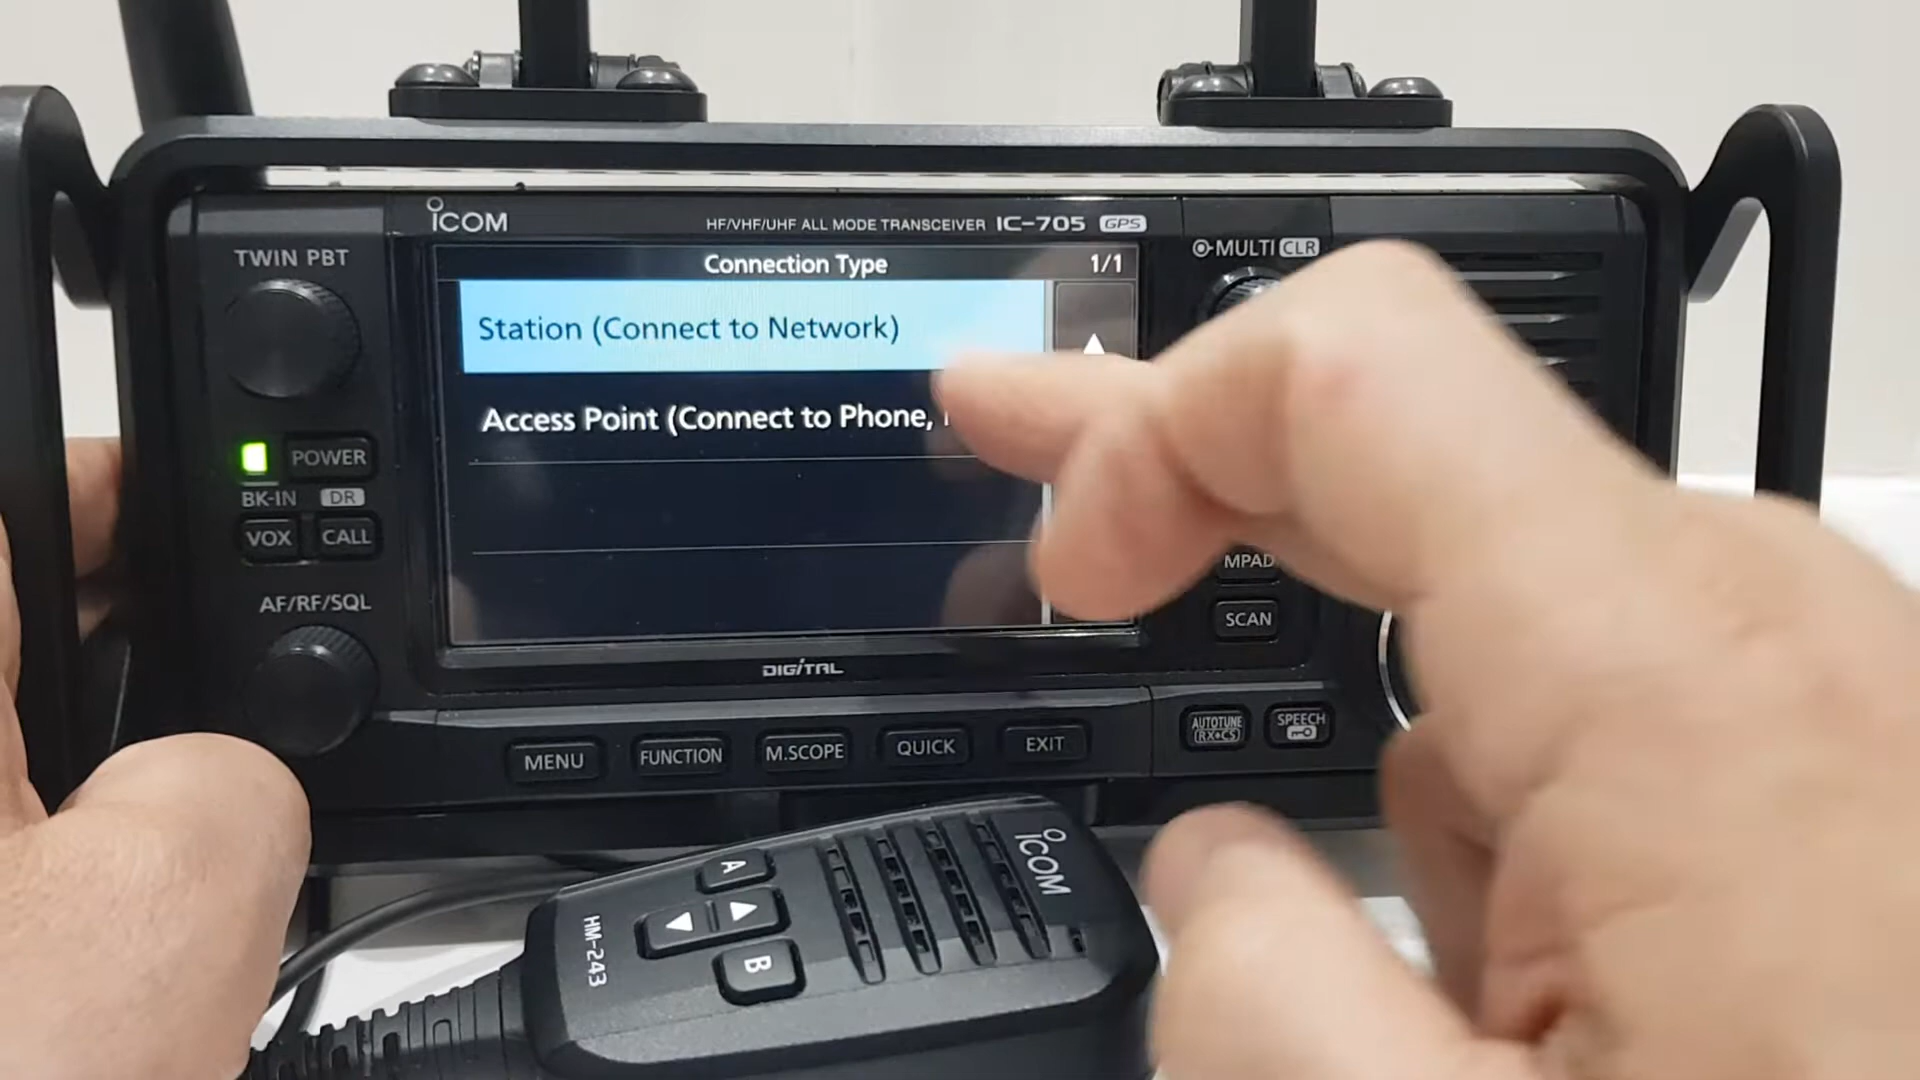 ICOM
HF/VHF/UHF ALL MODE TRANSCEIVER IC-705 GPS
TWIN PBT
MULTI CLR
Connection Type 1/1
Station (Connect to Network)
Access Point (Connect to Phone,
POWER
BK-IN DR
VOX CALL
AF/RF/SQL
MPAD
SCAN
DIGITAL
MENU FUNCTION M.SCOPE QUICK EXIT
AUTOTUNE
RX▸CS
SPEECH
ICOM
A
B
HM-243